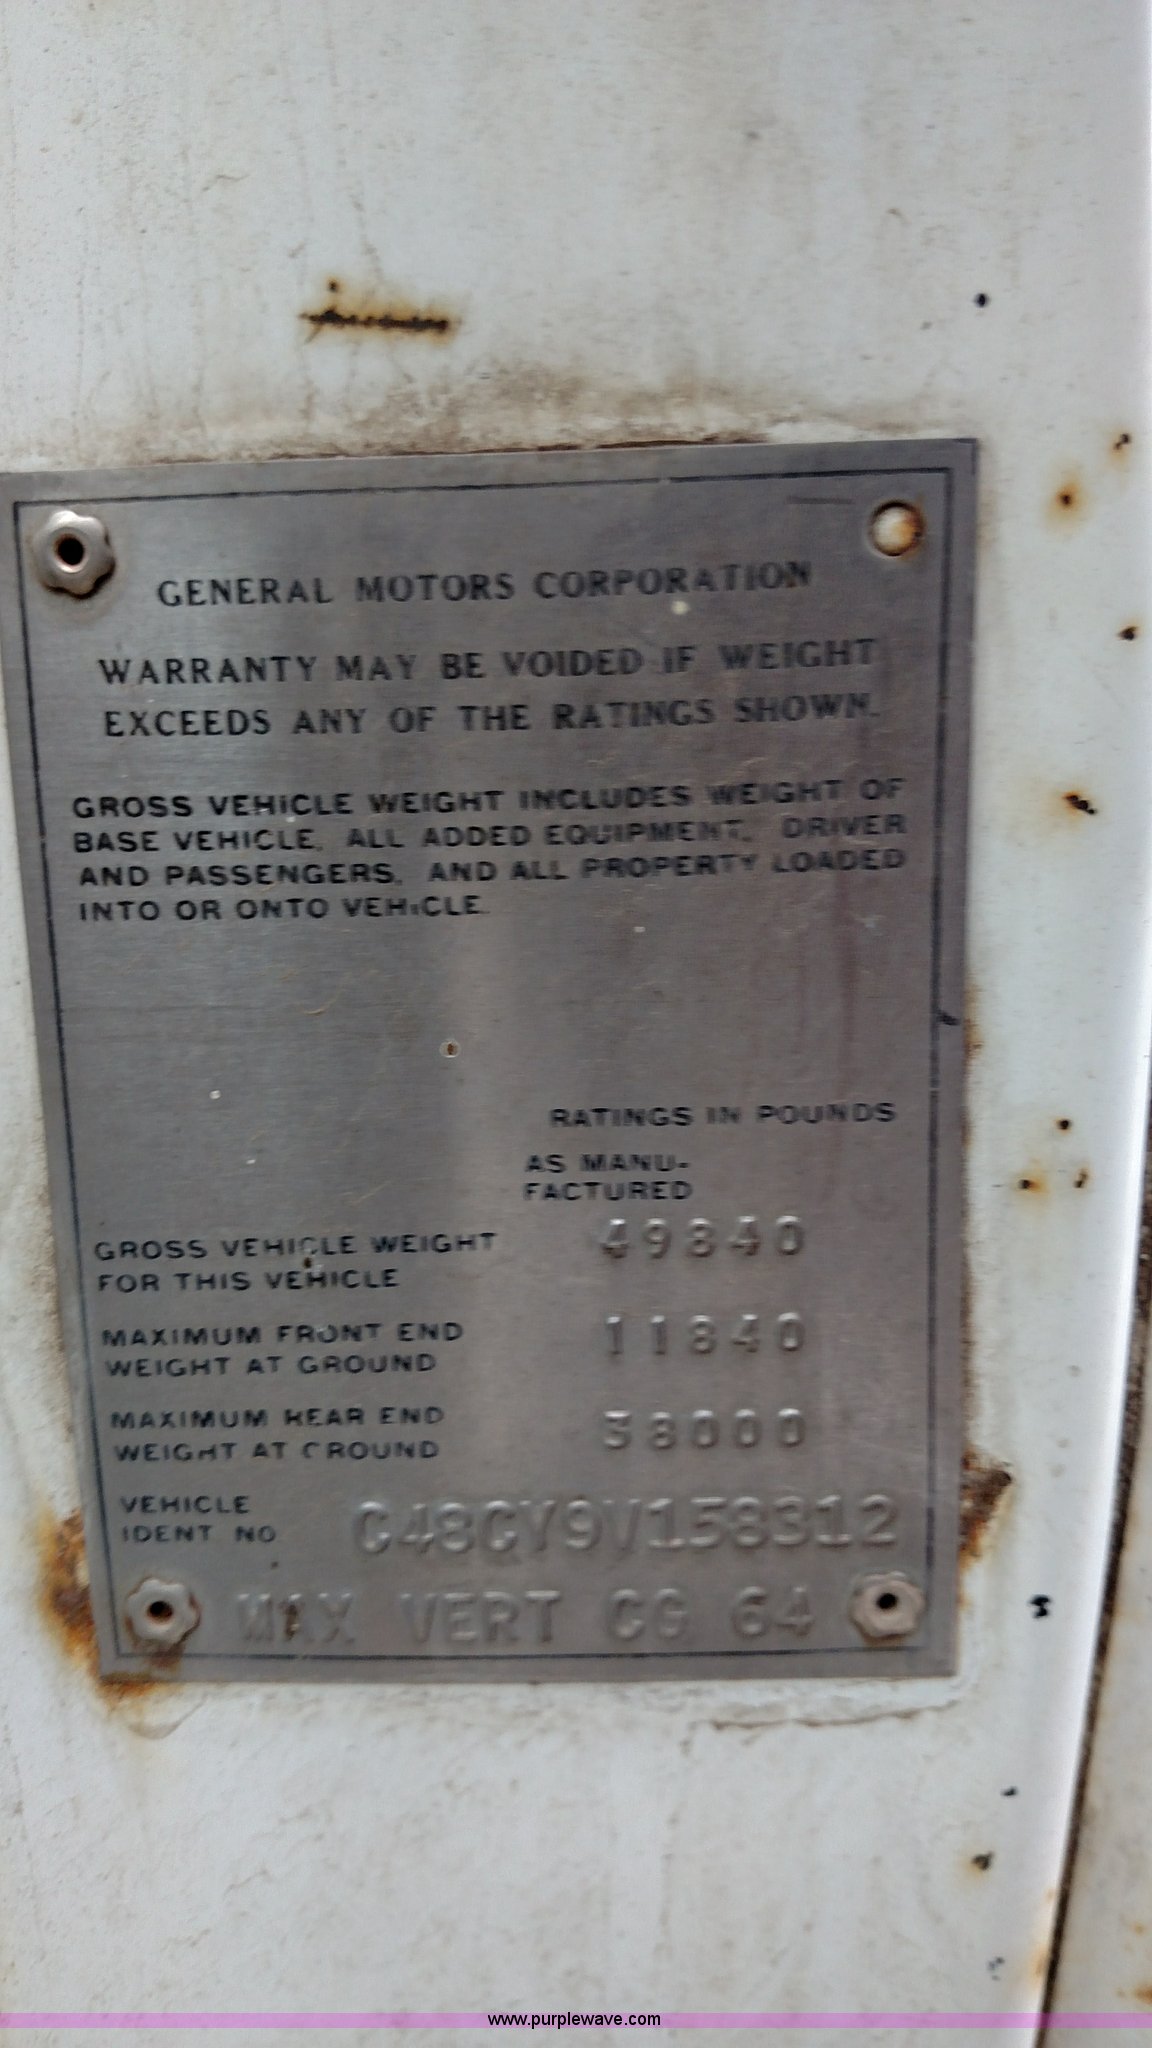 GENERAL MOTORS CORPORATION
WARRANTY MAY BE VOIDED IF WEIGHT
EXCEEDS ANY OF THE RATINGS SHOWN.
GROSS VEHICLE WEIGHT INCLUDES WEIGHT OF
BASE VEHICLE, ALL ADDED EQUIPMENT, DRIVER
AND PASSENGERS, AND ALL PROPERTY LOADED
INTO OR ONTO VEHICLE.
RATINGS IN POUNDS
AS MANU-
FACTURED
GROSS VEHICLE WEIGHT 49840
FOR THIS VEHICLE
MAXIMUM FRONT END 11840
WEIGHT AT GROUND
MAXIMUM REAR END 38000
WEIGHT AT GROUND
VEHICLE
IDENT NO C48CY9V158312
MAX VERT CG 64
www.purplewave.com